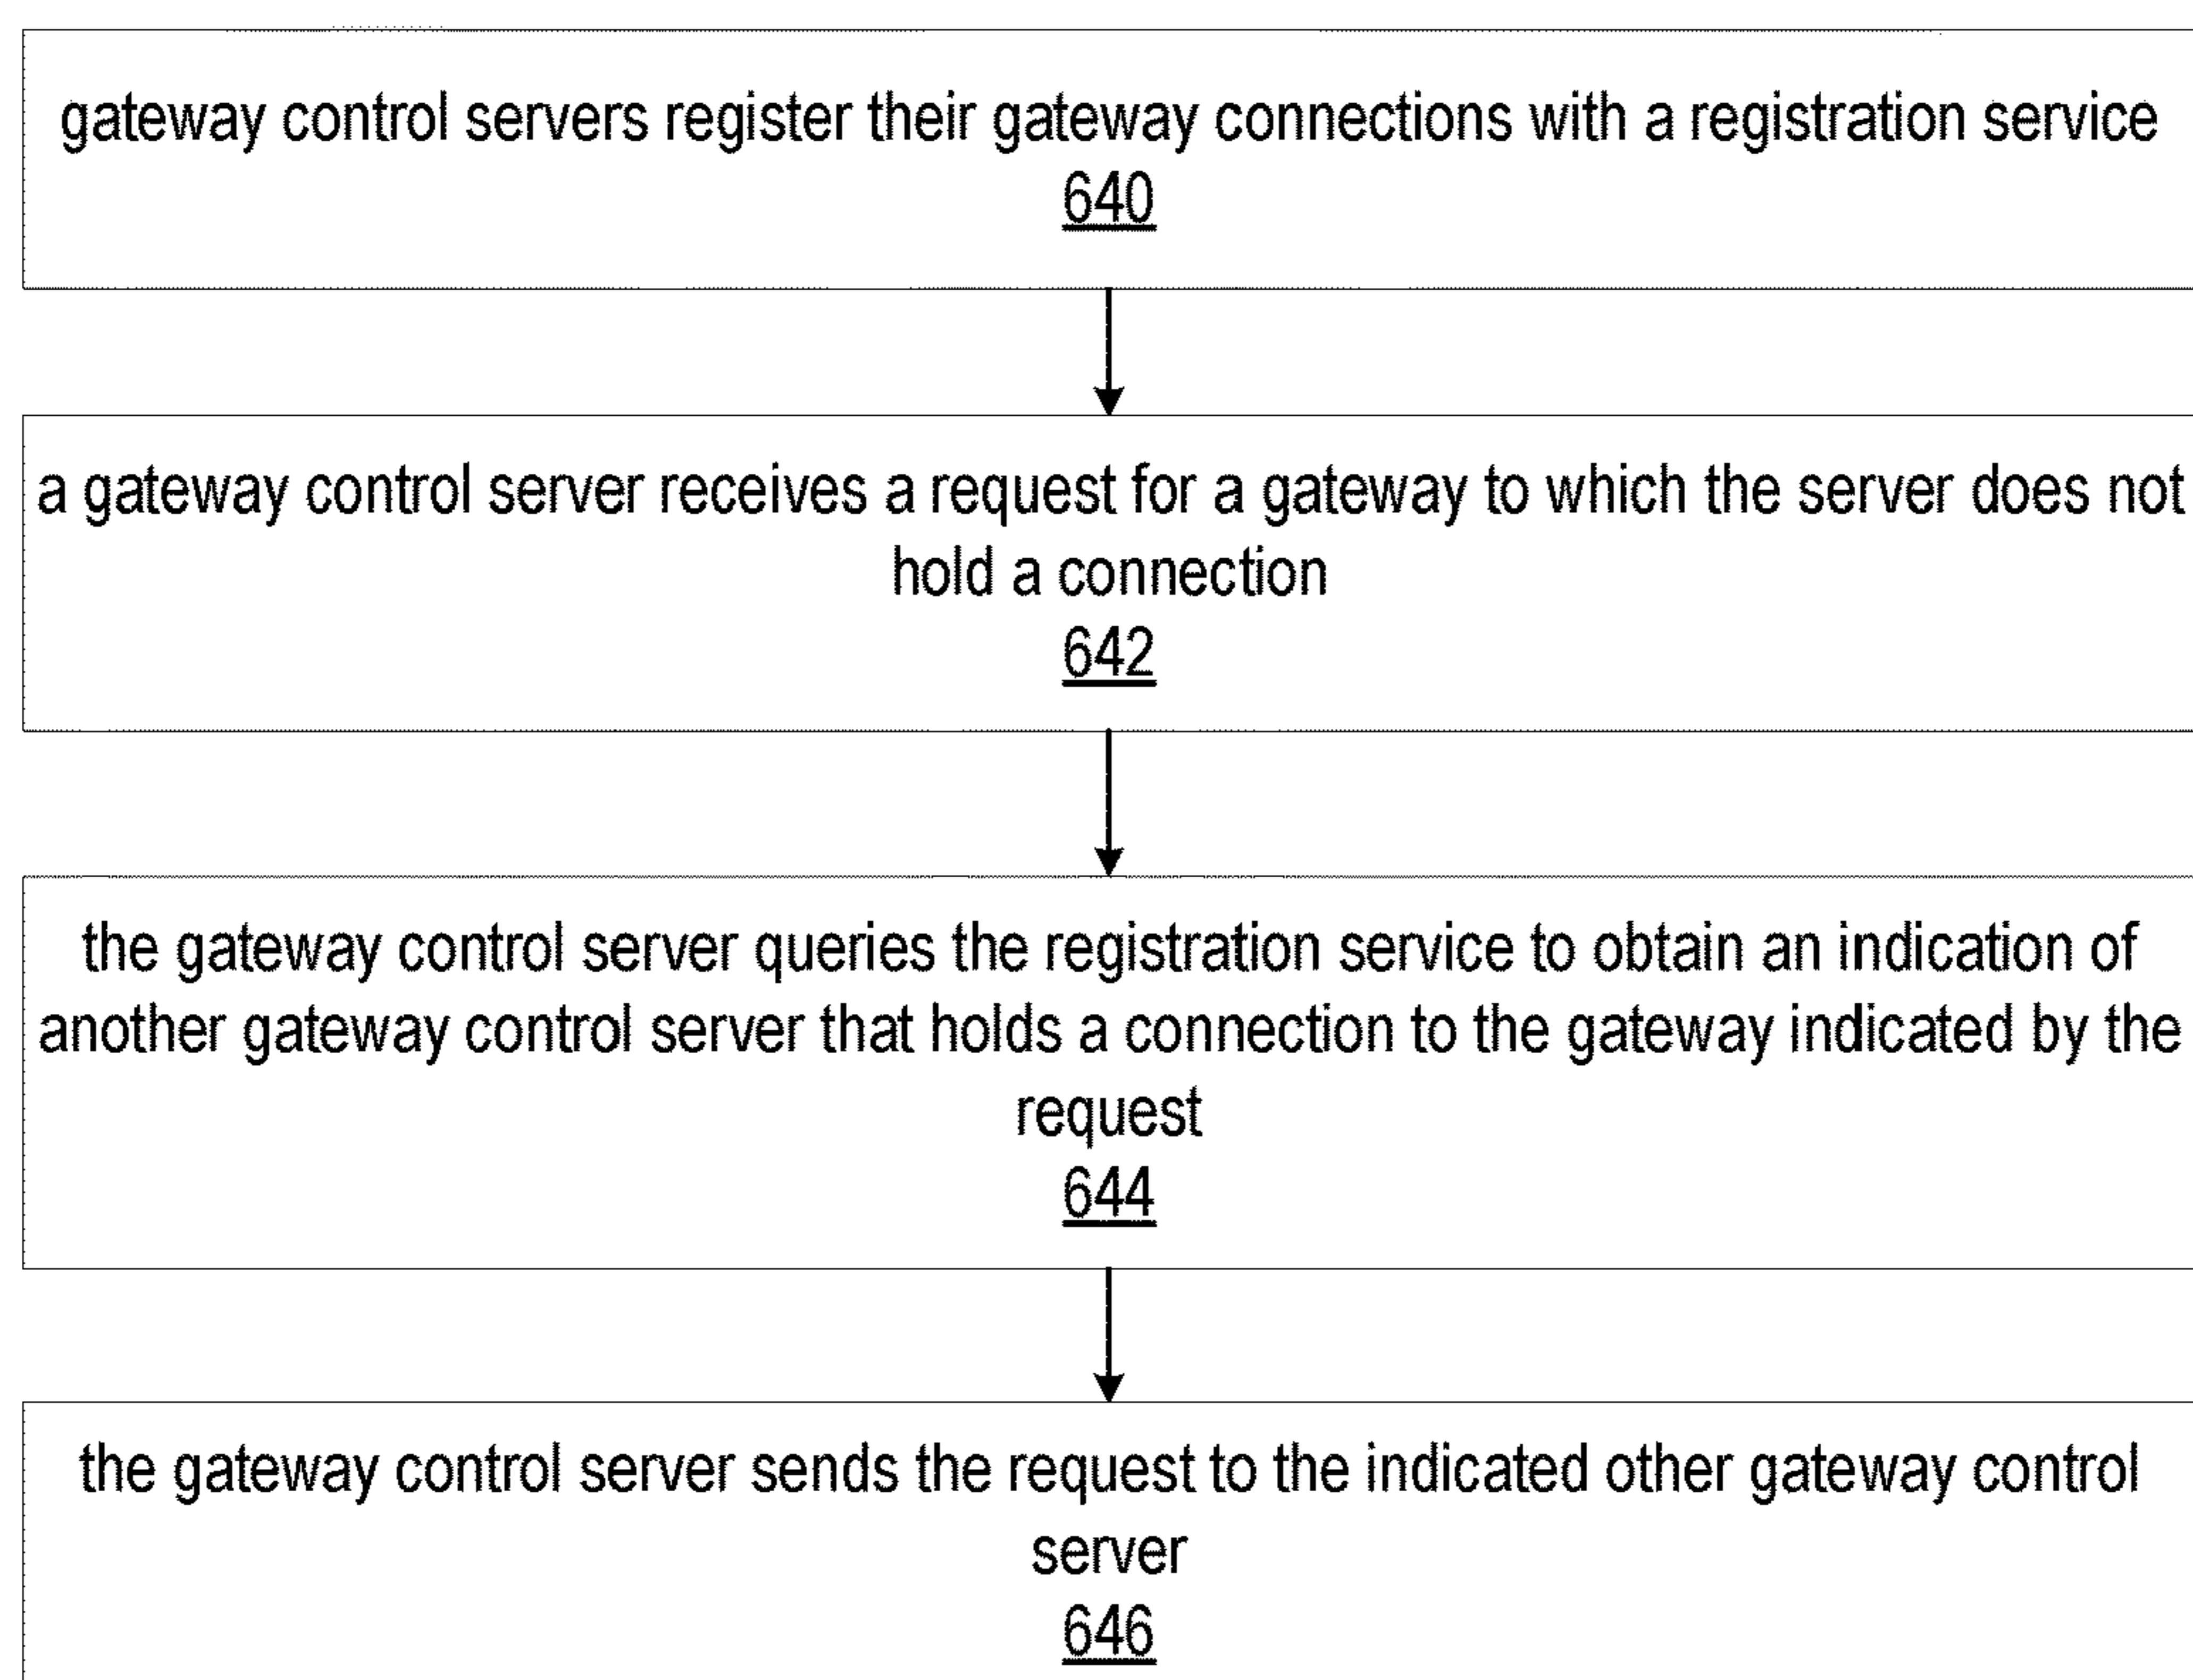 gateway control servers register their gateway connections with a registration service
640
a gateway control server receives a request for a gateway to which the server does not
hold a connection
642
the gateway control server queries the registration service to obtain an indication of
another gateway control server that holds a connection to the gateway indicated by the
request
644
the gateway control server sends the request to the indicated other gateway control
server
646